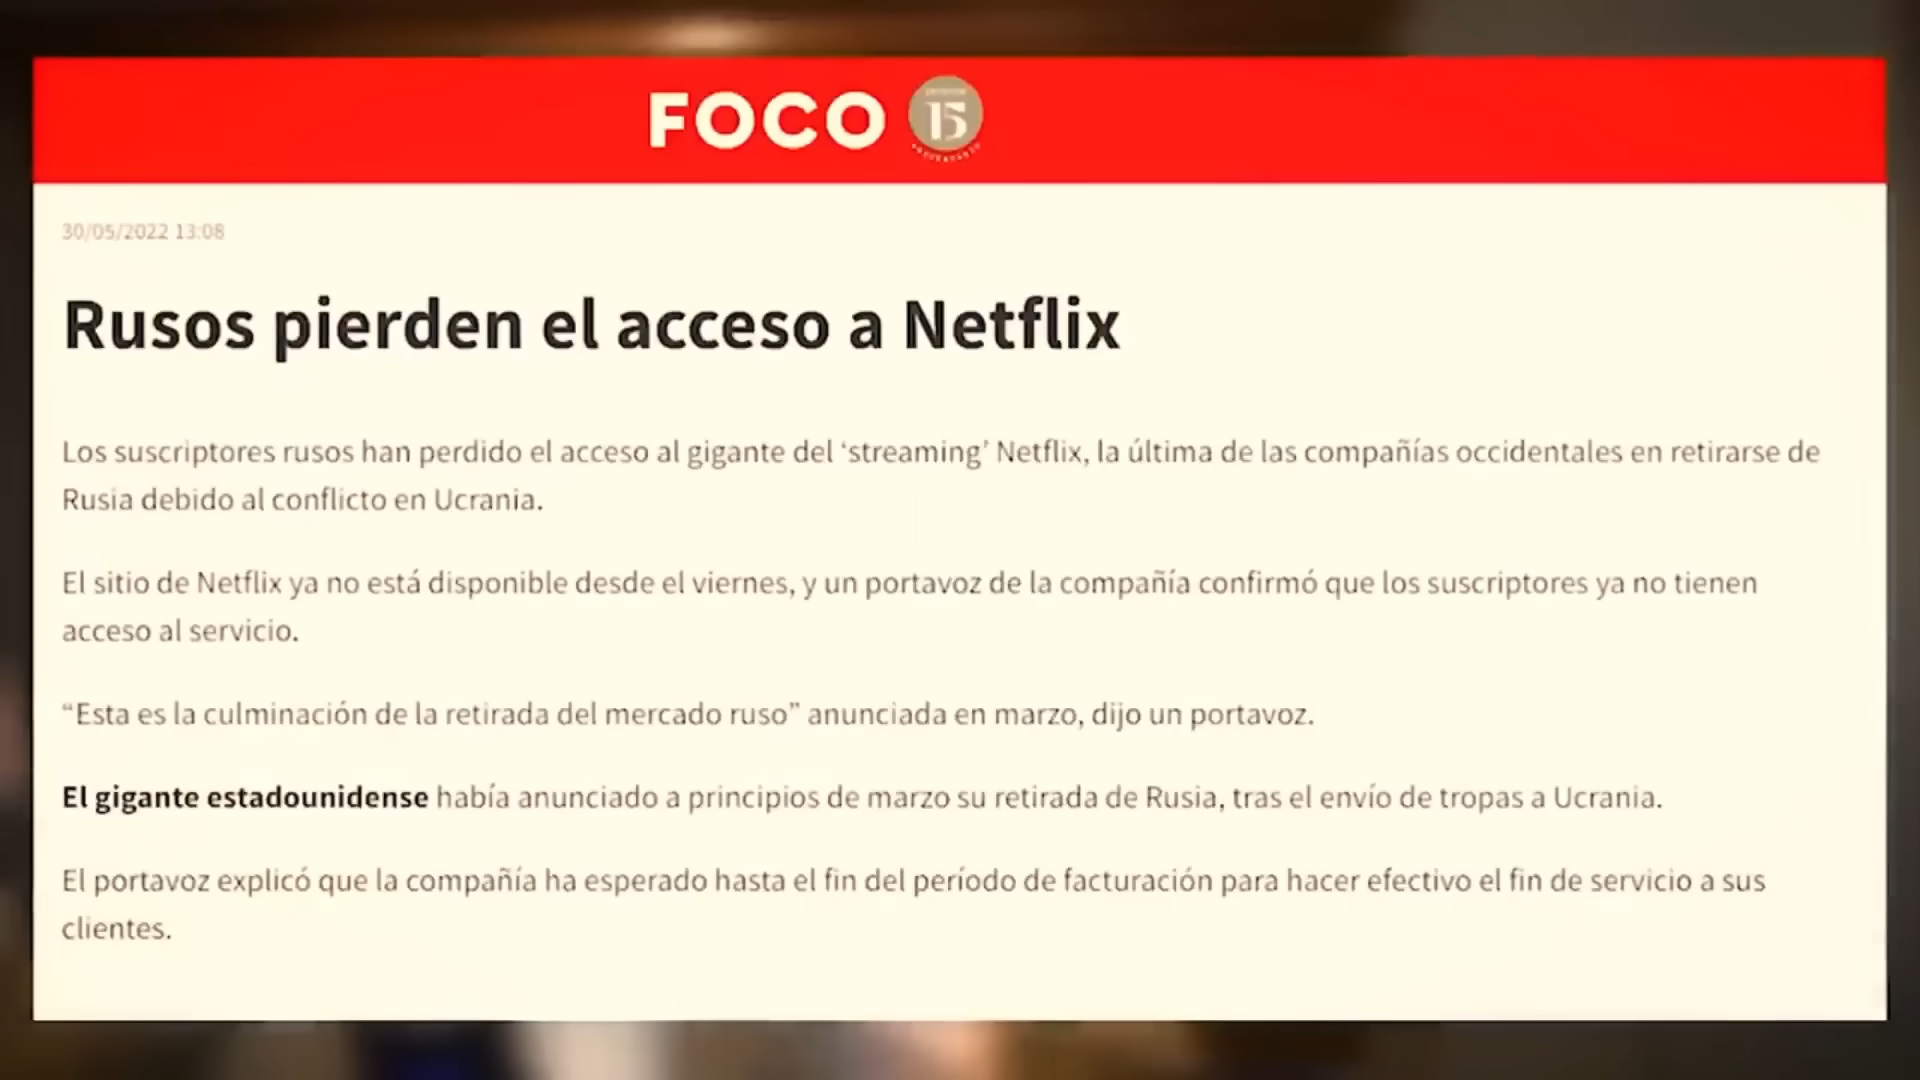 FOCO 15
30/05/2022 13:08
Rusos pierden el acceso a Netflix
Los suscriptores rusos han perdido el acceso al gigante del ‘streaming’ Netflix, la última de las compañías occidentales en retirarse de
Rusia debido al conflicto en Ucrania.
El sitio de Netflix ya no está disponible desde el viernes, y un portavoz de la compañía confirmó que los suscriptores ya no tienen
acceso al servicio.
“Esta es la culminación de la retirada del mercado ruso” anunciada en marzo, dijo un portavoz.
El gigante estadounidense había anunciado a principios de marzo su retirada de Rusia, tras el envío de tropas a Ucrania.
El portavoz explicó que la compañía ha esperado hasta el fin del período de facturación para hacer efectivo el fin de servicio a sus
clientes.